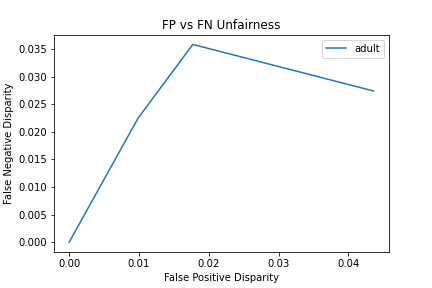 FP vs FN Unfairness
adult
0.035
0.030
0.025
0.020
0.015
0.010
0.005
0.000
False Negative Disparity
0.00 0.01 0.02 0.03 0.04
False Positive Disparity